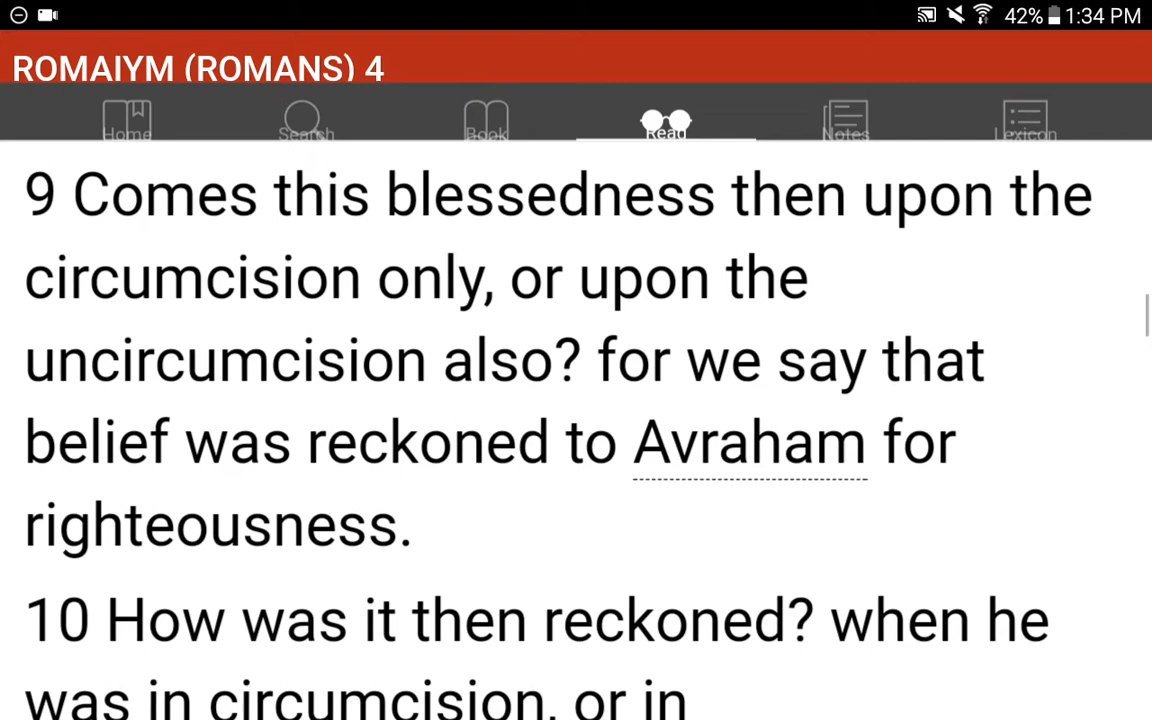 42% 1:34 PM
ROMAIYM (ROMANS) 4
Home Search Book Read Notes Lexicon
9 Comes this blessedness then upon the
circumcision only, or upon the
uncircumcision also? for we say that
belief was reckoned to Avraham for
righteousness.
10 How was it then reckoned? when he
was in circumcision, or in